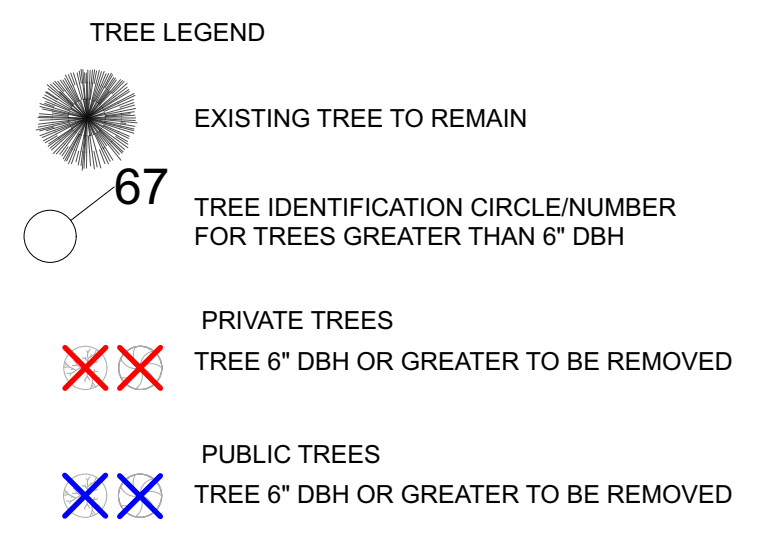 TREE LEGEND
EXISTING TREE TO REMAIN
67
TREE IDENTIFICATION CIRCLE/NUMBER
FOR TREES GREATER THAN 6" DBH
PRIVATE TREES
TREE 6" DBH OR GREATER TO BE REMOVED
PUBLIC TREES
TREE 6" DBH OR GREATER TO BE REMOVED